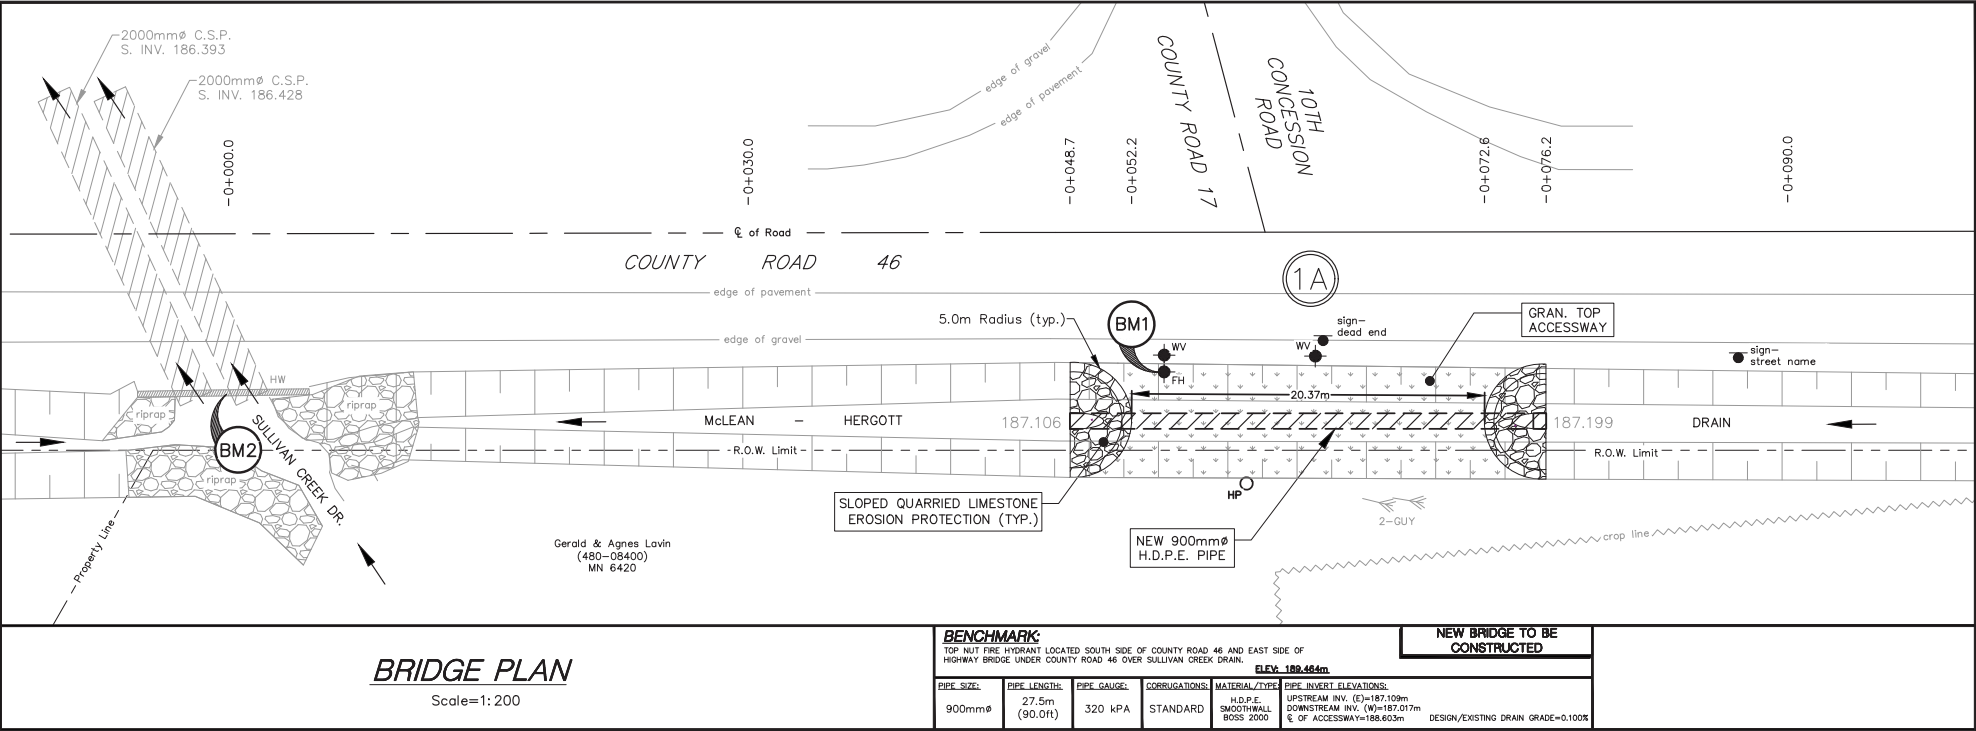 2000mmø C.S.P.
S. INV. 186.393
2000mmø C.S.P.
S. INV. 186.428
-0+000.0
-0+030.0
-0+048.7
-0+052.2
-0+072.6
-0+076.2
-0+090.0
edge of gravel
edge of pavement
COUNTY ROAD 17
10TH
CONCESSION
ROAD
℄ of Road
COUNTY ROAD 46
1A
edge of pavement
edge of gravel
5.0m Radius (typ.)
BM1
WV
FH
WV
sign-
dead end
GRAN. TOP
ACCESSWAY
sign-
street name
HW
riprap
riprap
riprap
BM2
SULLIVAN CREEK DR.
McLEAN - HERGOTT
187.106
20.37m
187.199
DRAIN
R.O.W. Limit
R.O.W. Limit
SLOPED QUARRIED LIMESTONE
EROSION PROTECTION (TYP.)
HP
2-GUY
NEW 900mmø
H.D.P.E. PIPE
crop line
Property Line
Gerald & Agnes Lavin
(480-08400)
MN 6420
BRIDGE PLAN
Scale=1:200
BENCHMARK:
TOP NUT FIRE HYDRANT LOCATED SOUTH SIDE OF COUNTY ROAD 46 AND EAST SIDE OF
HIGHWAY BRIDGE UNDER COUNTY ROAD 46 OVER SULLIVAN CREEK DRAIN.
ELEV: 189.464m
NEW BRIDGE TO BE
CONSTRUCTED
PIPE SIZE:
900mmø
PIPE LENGTH:
27.5m
(90.0ft)
PIPE GAUGE:
320 kPA
CORRUGATIONS:
STANDARD
MATERIAL/TYPE:
H.D.P.E.
SMOOTHWALL
BOSS 2000
PIPE INVERT ELEVATIONS:
UPSTREAM INV. (E)=187.109m
DOWNSTREAM INV. (W)=187.017m
℄ OF ACCESSWAY=188.603m
DESIGN/EXISTING DRAIN GRADE=0.100%